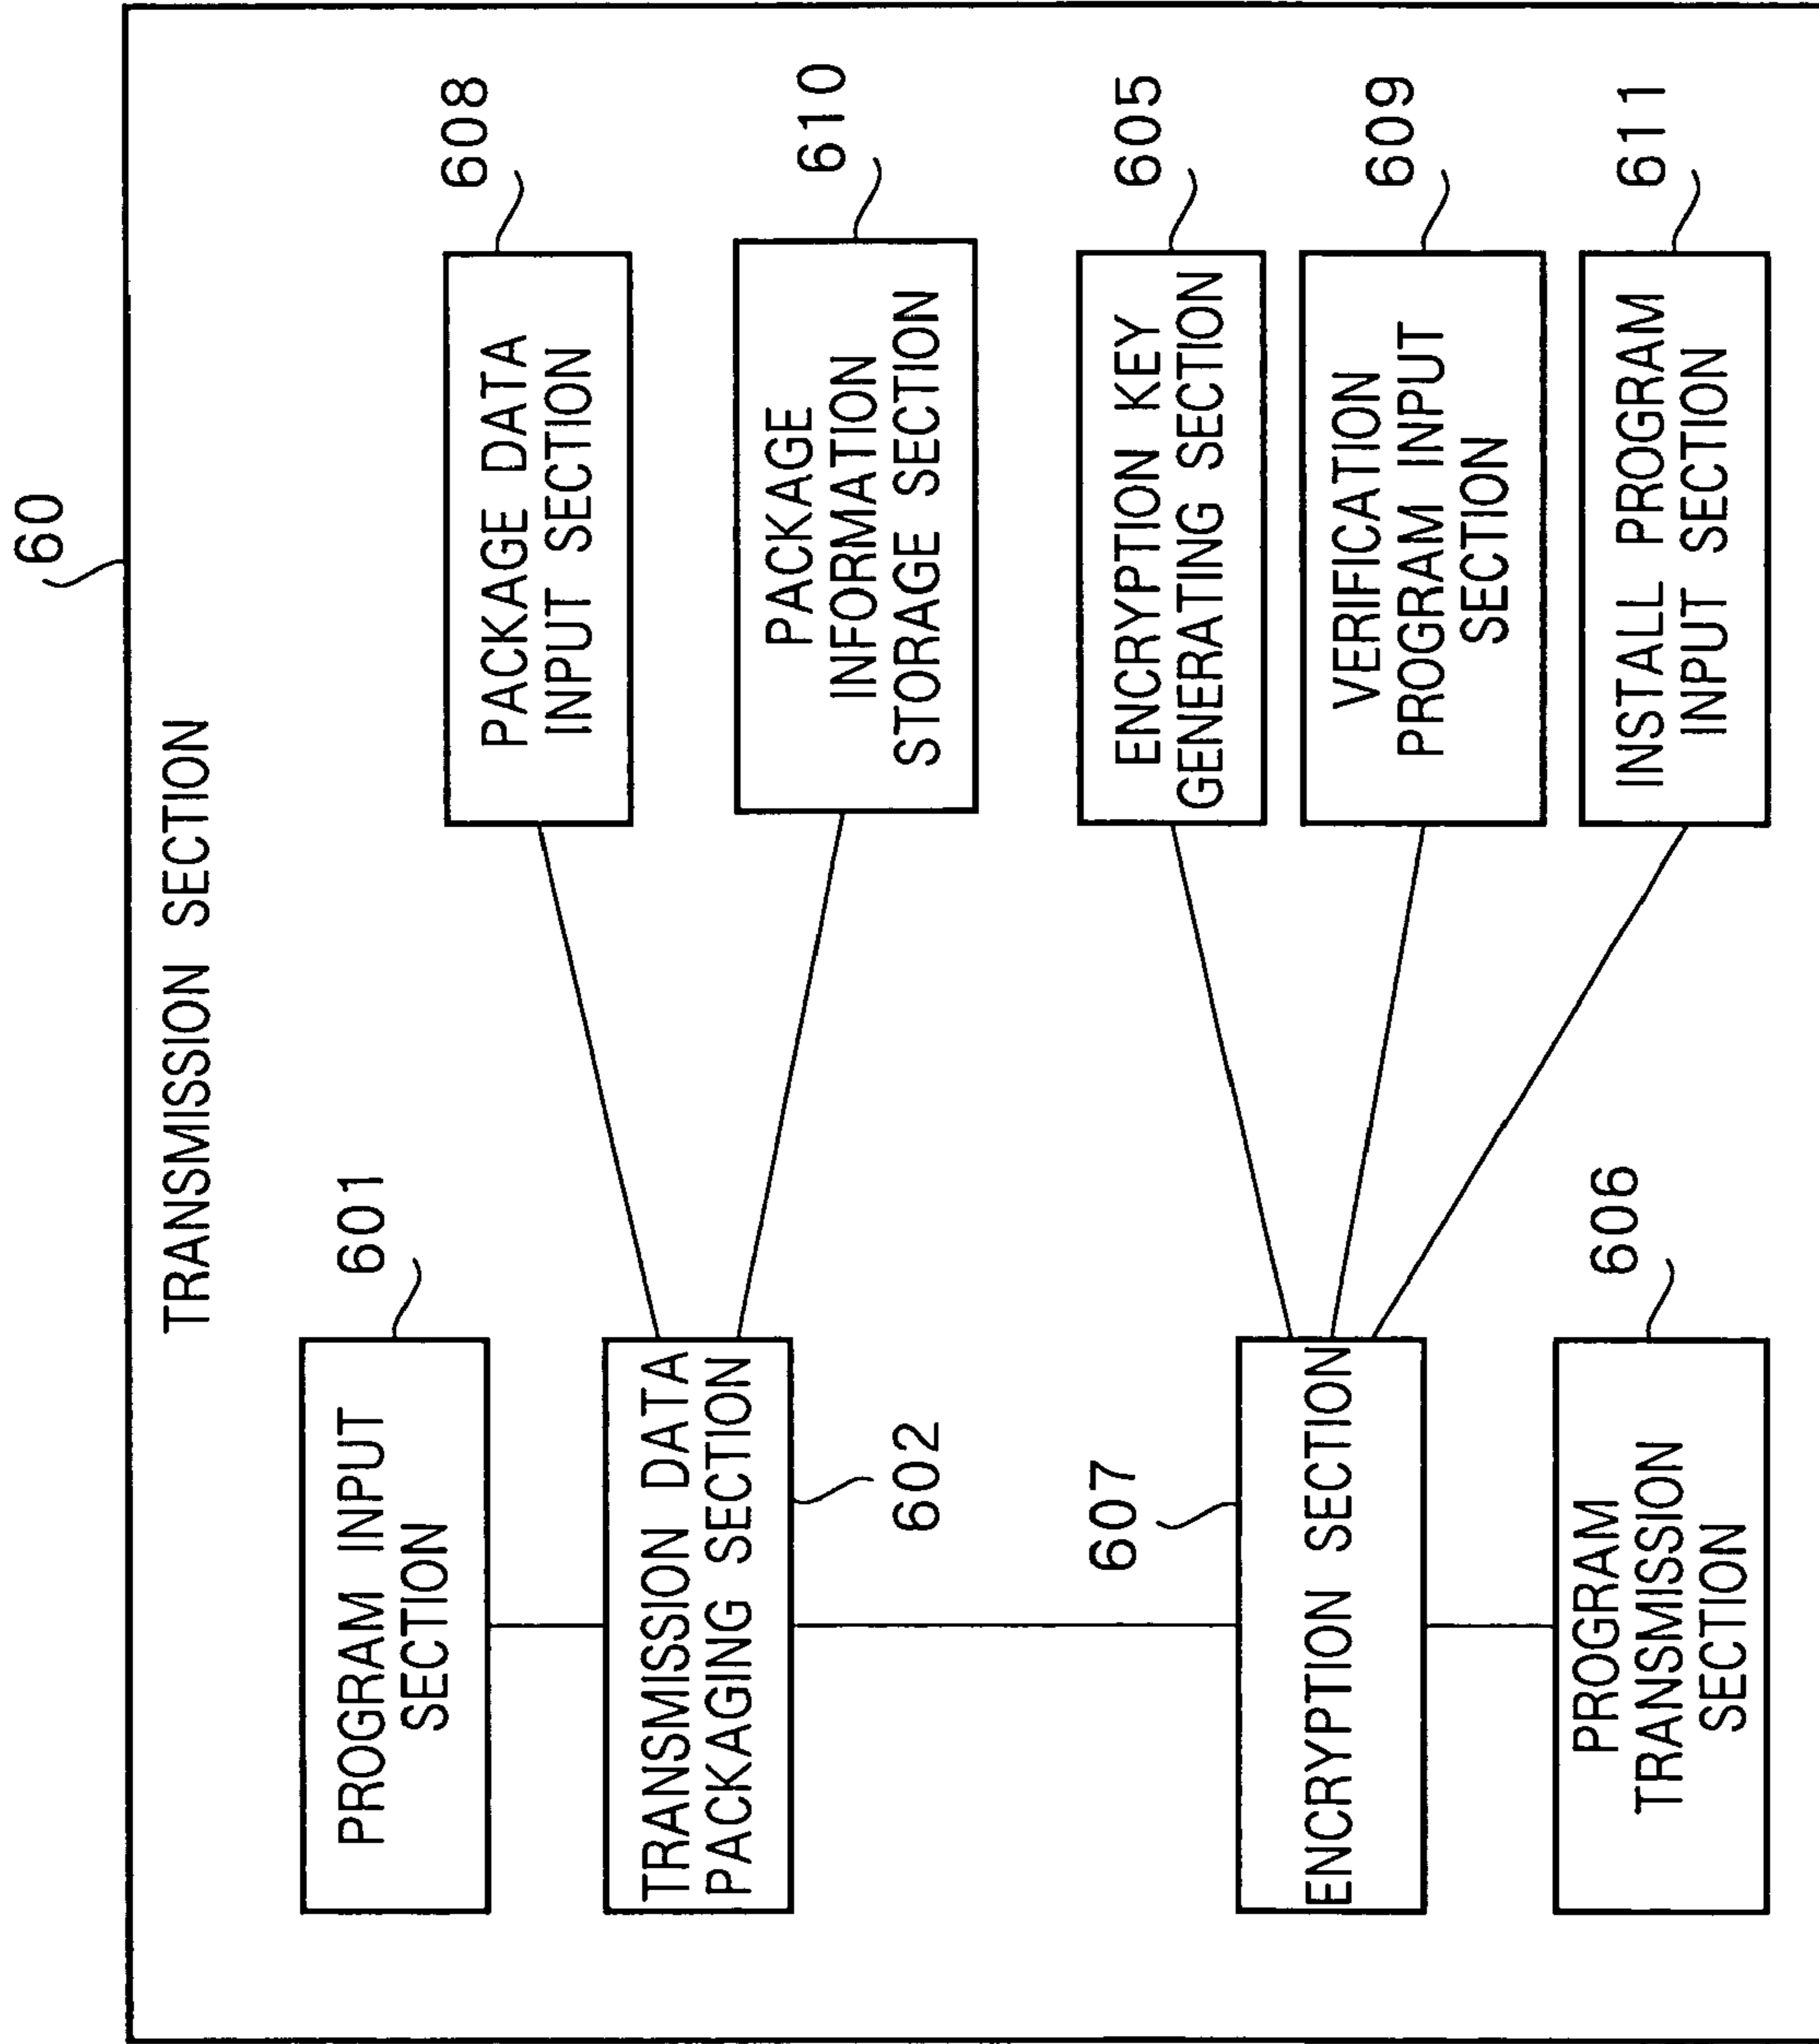 60
TRANSMISSION SECTION
601
PROGRAM INPUT
SECTION
608
PACKAGE DATA
INPUT SECTION
TRANSMISSION DATA
PACKAGING SECTION
602
610
PACKAGE
INFORMATION
STORAGE SECTION
607
ENCRYPTION SECTION
605
ENCRYPTION KEY
GENERATING SECTION
609
VERIFICATION
PROGRAM INPUT
SECTION
606
PROGRAM
TRANSMISSION
SECTION
611
INSTALL PROGRAM
INPUT SECTION